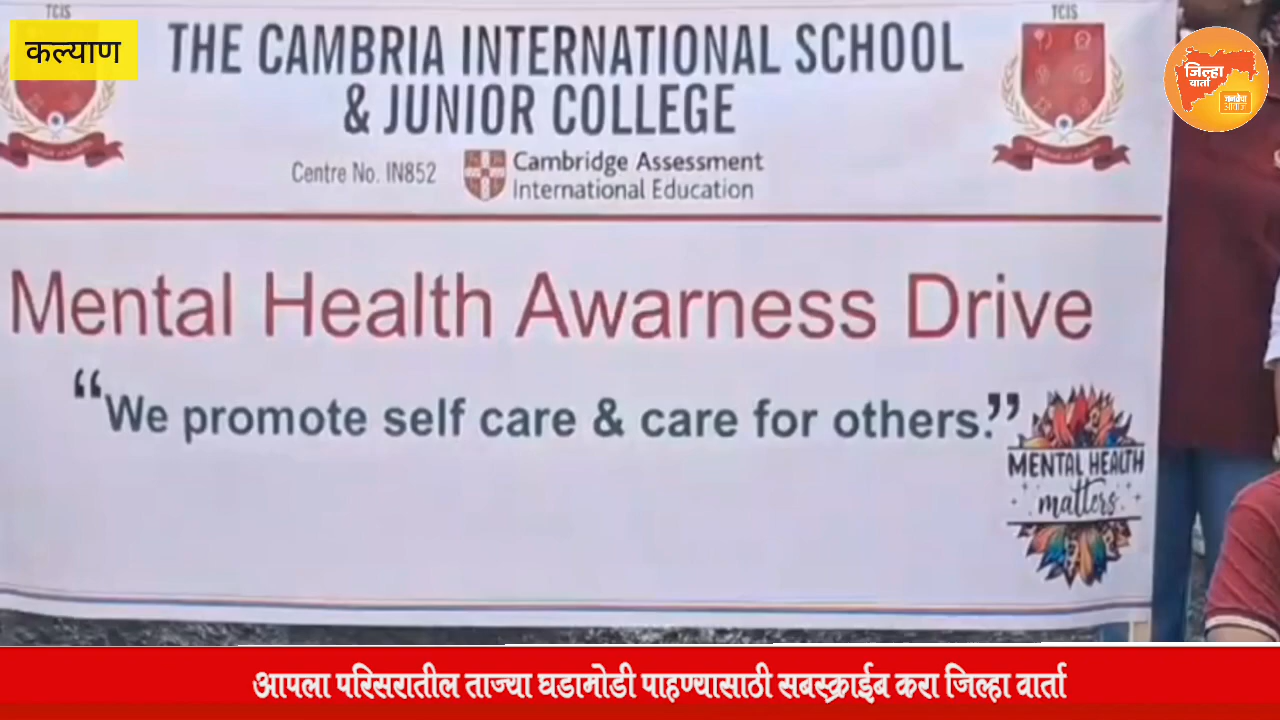 TCIS
TCIS
कल्याण
THE CAMBRIA INTERNATIONAL SCHOOL
& JUNIOR COLLEGE
जिल्हा
वार्ता
Centre No. IN852
Cambridge Assessment
International Education
Mental Health Awarness Drive
“We promote self care & care for others.”
MENTAL HEALTH
matters
आपला परिसरातील ताज्या घडामोडी पाहण्यासाठी सबस्क्राईब करा जिल्हा वार्ता